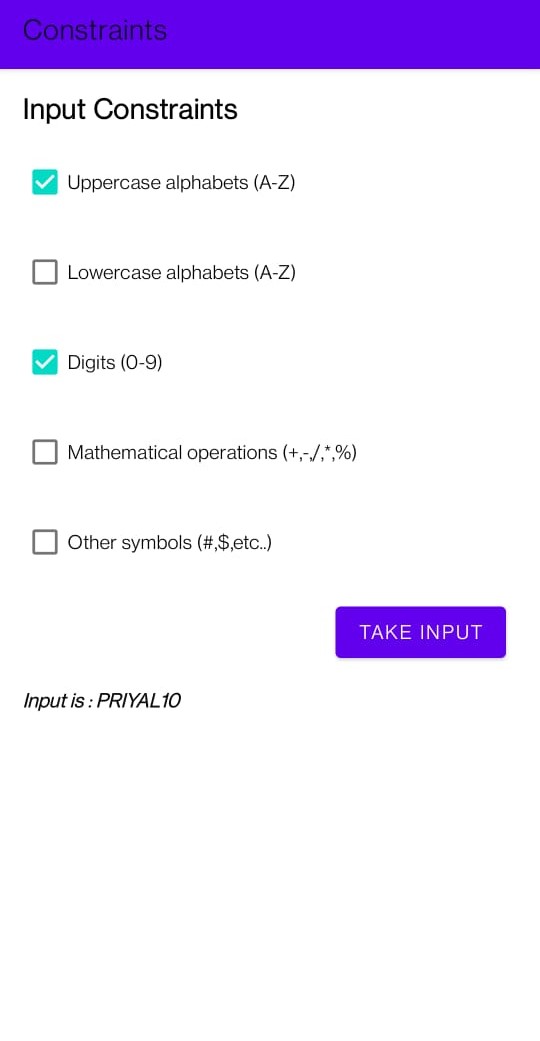 Constraints
Input Constraints
Uppercase alphabets (A-Z)
Lowercase alphabets (A-Z)
Digits (0-9)
Mathematical operations (+,-,/,*,%)
Other symbols (#,$,etc..)
TAKE INPUT
Input is : PRIYAL10